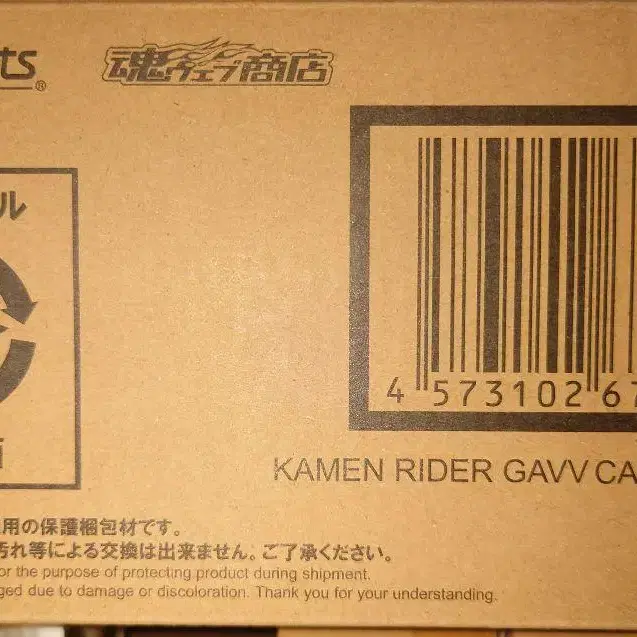 ts®
魂ウェブ商店
ル
4 573102 67
KAMEN RIDER GAVV CA
用の保護梱包材です。
汚れ等による交換は出来ません。ご了承ください。
or the purpose of protecting product during shipment.
ged due to damage or discoloration. Thank you for your understanding.